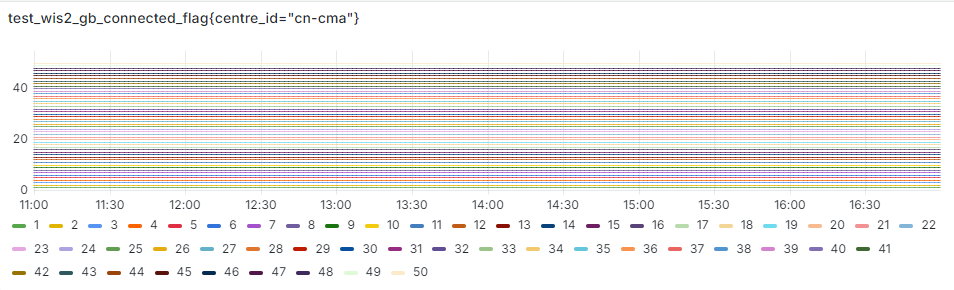 test_wis2_gb_connected_flag{centre_id="cn-cma"}
40
20
0
11:00 11:30 12:00 12:30 13:00 13:30 14:00 14:30 15:00 15:30 16:00 16:30
1 2 3 4 5 6 7 8 9 10 11 12 13 14 15 16 17 18 19 20 21 22
23 24 25 26 27 28 29 30 31 32 33 34 35 36 37 38 39 40 41
42 43 44 45 46 47 48 49 50